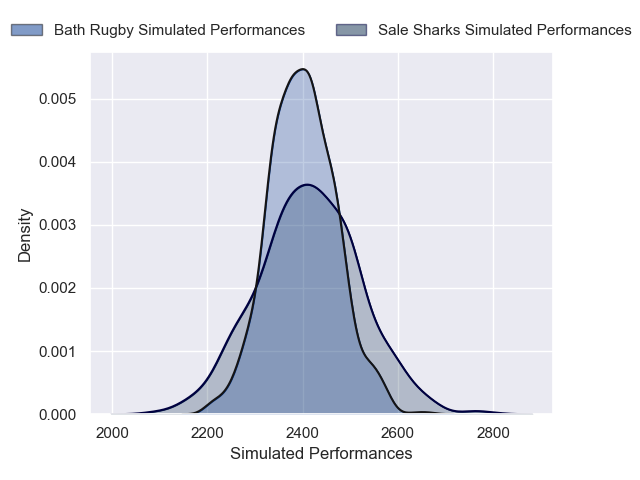 Bath Rugby Simulated Performances
Sale Sharks Simulated Performances
0.005
0.004
0.003
0.002
0.001
0.000
Density
2000
2200
2400
2600
2800
Simulated Performances